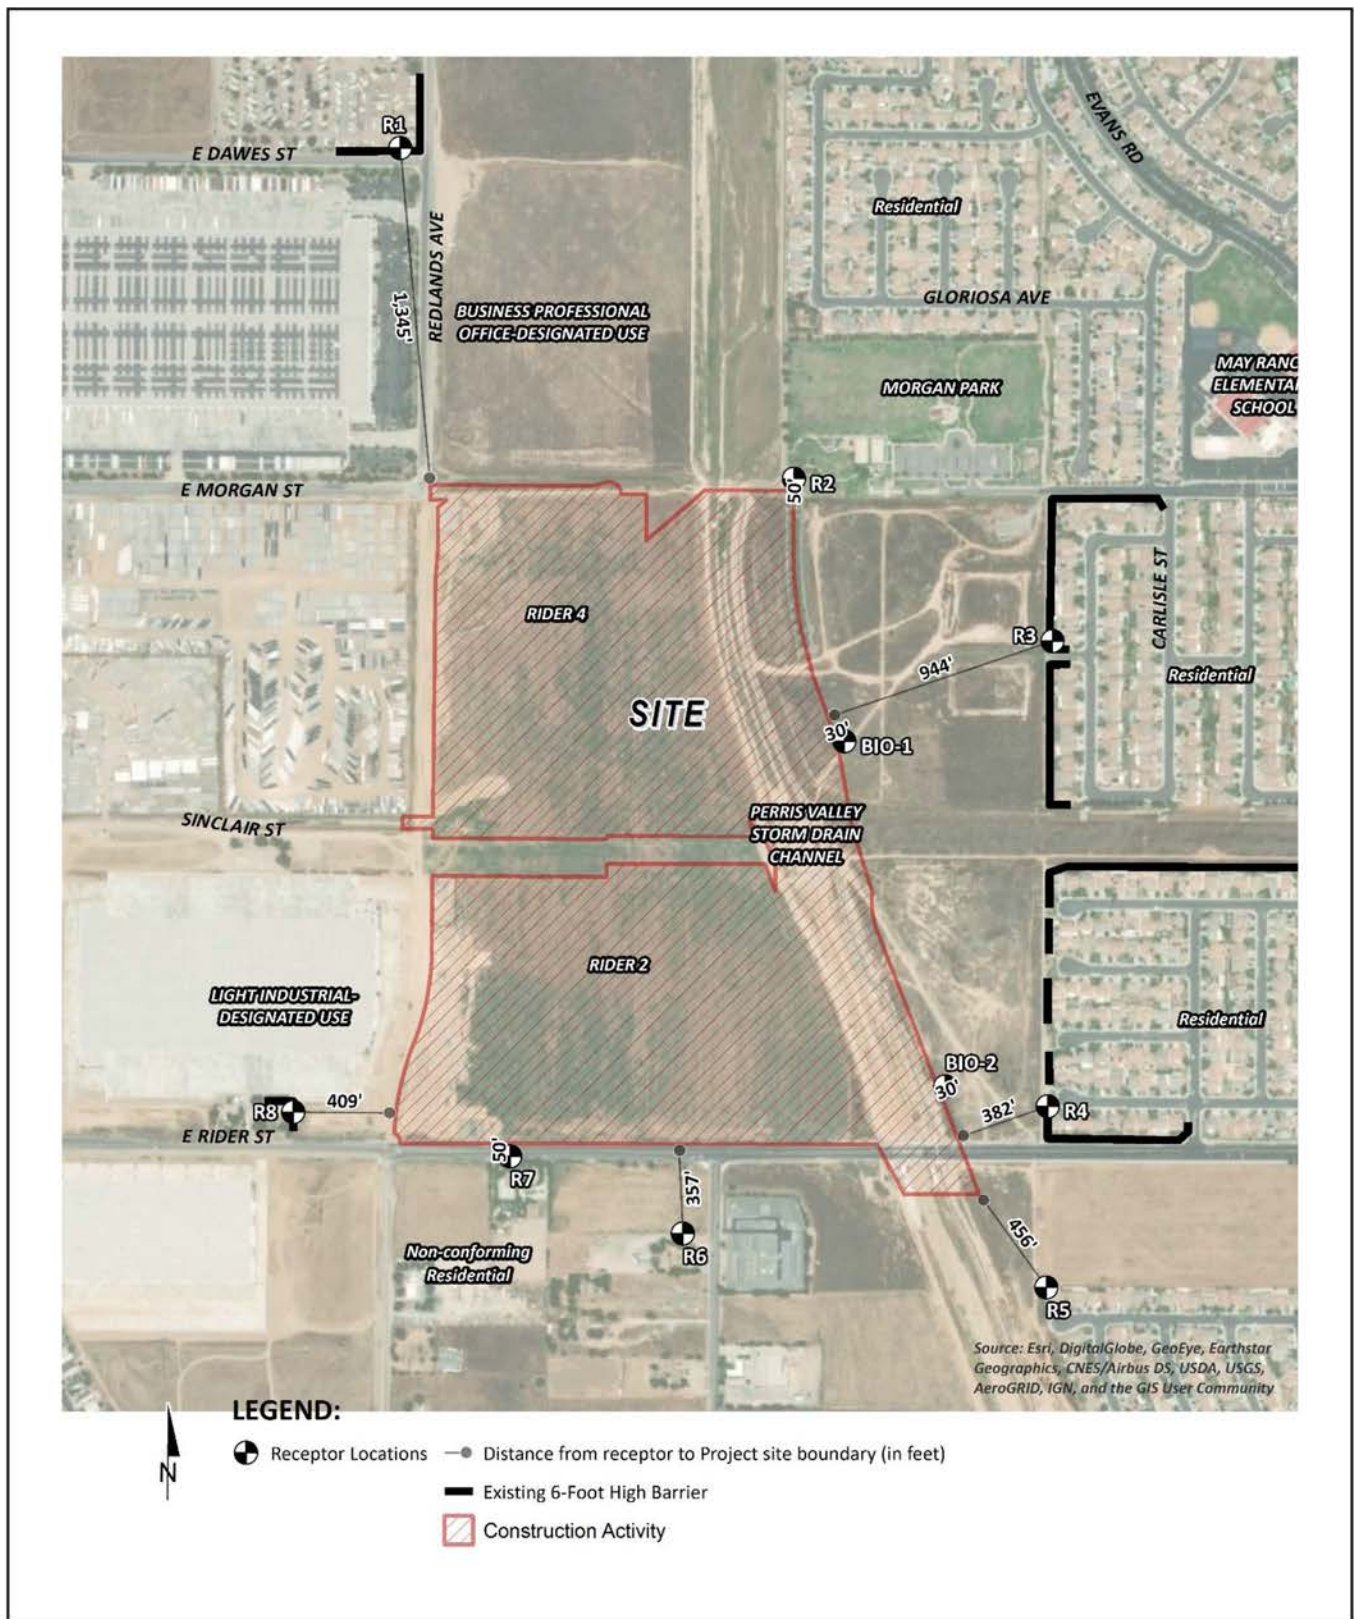 R1
E DAWES ST
EVANS RD
Residential
REDLANDS AVE
1,345'
GLORIOSA AVE
BUSINESS PROFESSIONAL
OFFICE-DESIGNATED USE
MORGAN PARK
MAY RANC
ELEMENTA
SCHOOL
E MORGAN ST
R2
50'
RIDER 4
CARLISLE ST
R3
944'
Residential
SITE
30'
BIO-1
SINCLAIR ST
PERRIS VALLEY
STORM DRAIN
CHANNEL
RIDER 2
LIGHT INDUSTRIAL-
DESIGNATED USE
Residential
BIO-2
30'
R8
409'
382'
R4
E RIDER ST
50'
R7
357'
R6
456'
R5
Non-conforming
Residential
Source: Esri, DigitalGlobe, GeoEye, Earthstar
Geographics, CNES/Airbus DS, USDA, USGS,
AeroGRID, IGN, and the GIS User Community
LEGEND:
N
Receptor Locations
Distance from receptor to Project site boundary (in feet)
Existing 6-Foot High Barrier
Construction Activity